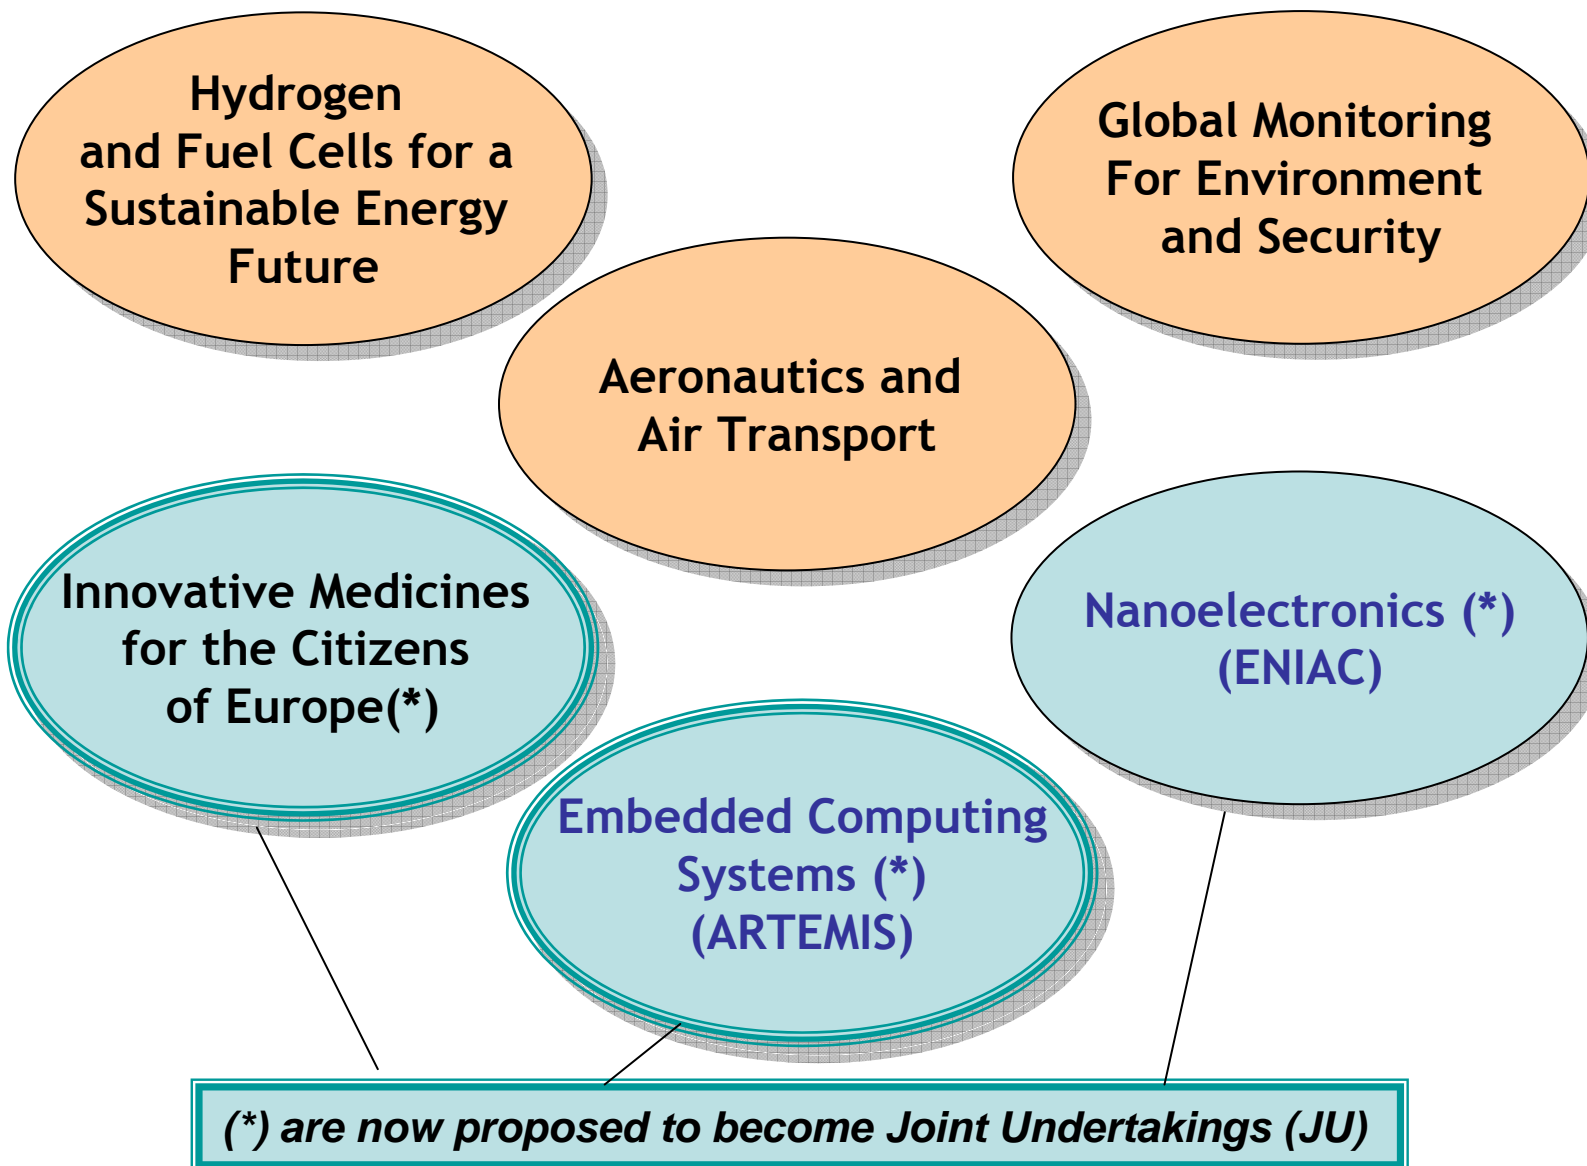 Hydrogen
and Fuel Cells for a
Sustainable Energy
Future
Global Monitoring
For Environment
and Security
Aeronautics and
Air Transport
Innovative Medicines
for the Citizens
of Europe(*)
Nanoelectronics (*)
(ENIAC)
Embedded Computing
Systems (*)
(ARTEMIS)
(*) are now proposed to become Joint Undertakings (JU)